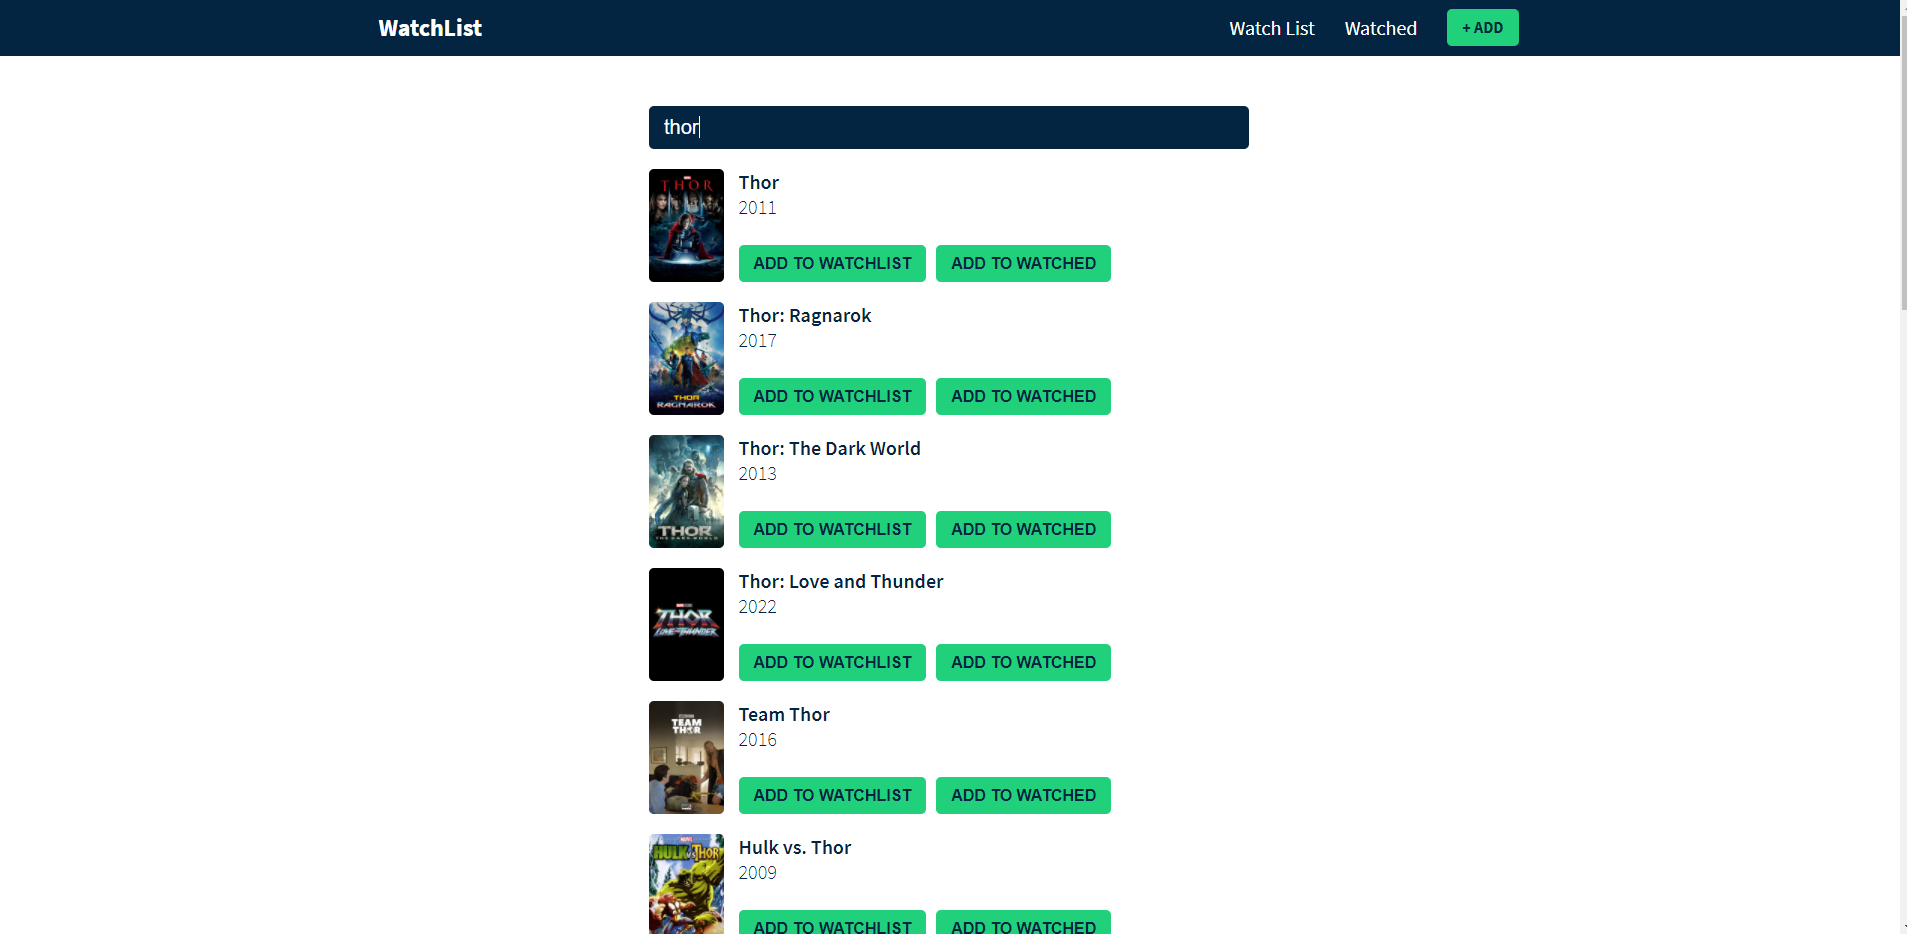 WatchList
Watch List
Watched
+ ADD
thor
THOR
Thor
2011
ADD TO WATCHLIST
ADD TO WATCHED
THOR
RAGNAROK
Thor: Ragnarok
2017
ADD TO WATCHLIST
ADD TO WATCHED
THOR
THE DARK WORLD
Thor: The Dark World
2013
ADD TO WATCHLIST
ADD TO WATCHED
THOR
LOVE AND THUNDER
Thor: Love and Thunder
2022
ADD TO WATCHLIST
ADD TO WATCHED
TEAM
THOR
Team Thor
2016
ADD TO WATCHLIST
ADD TO WATCHED
HULK VS THOR
Hulk vs. Thor
2009
ADD TO WATCHLIST
ADD TO WATCHED